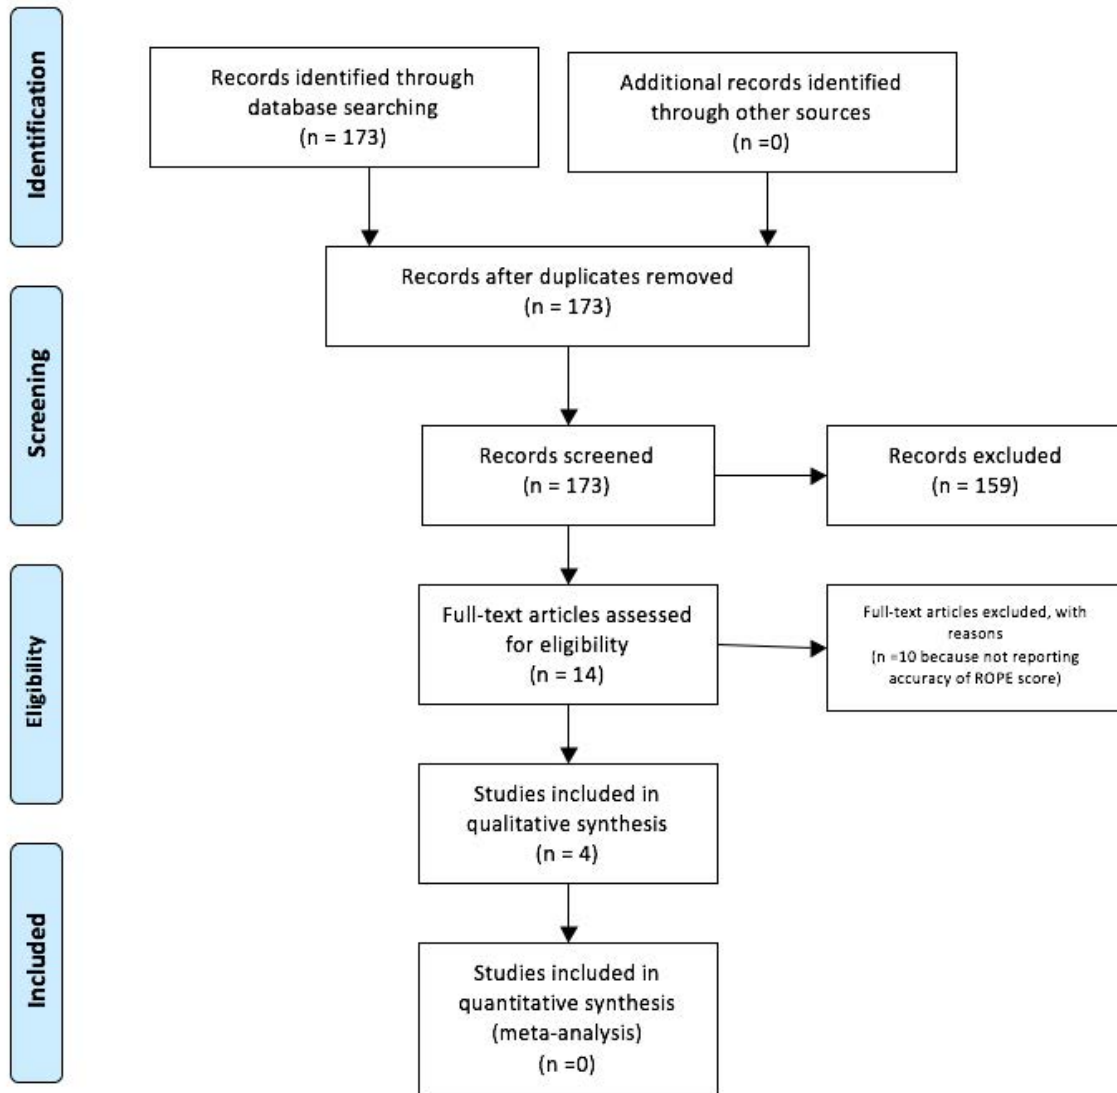 Identification
Records identified through
database searching
(n = 173)
Additional records identified
through other sources
(n =0)
Records after duplicates removed
(n = 173)
Screening
Records screened
(n = 173)
Records excluded
(n = 159)
Eligibility
Full-text articles assessed
for eligibility
(n = 14)
Full-text articles excluded, with
reasons
(n =10 because not reporting
accuracy of ROPE score)
Studies included in
qualitative synthesis
(n = 4)
Included
Studies included in
quantitative synthesis
(meta-analysis)
(n =0)